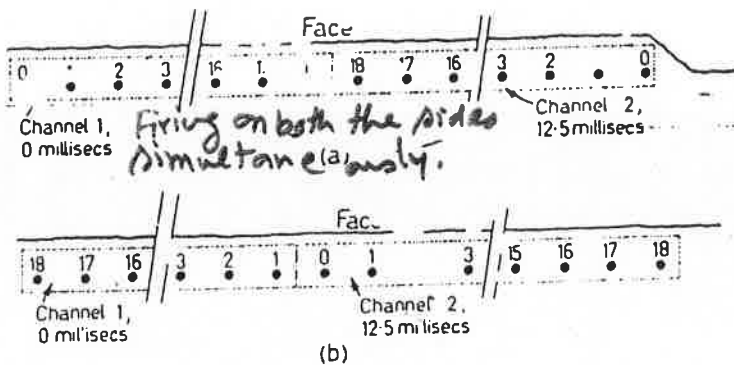 Face
0 2 3 16 1. 18 17 16 3 2 0
Channel 1,
0 millisecs
Channel 2,
12·5 millisecs
Firing on both the sides
simultaneously.
(a)
Fac
18 17 16 3 2 1 0 1 3 15 16 17 18
Channel 1,
0 millisecs
Channel 2,
12·5 millisecs
(b)